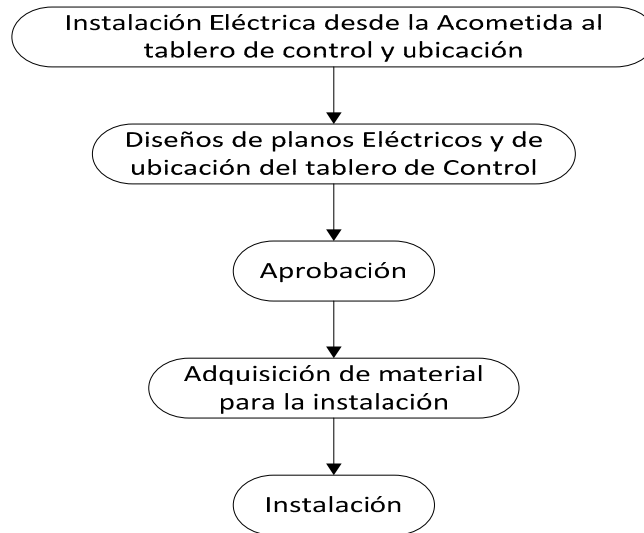 Instalación Eléctrica desde la Acometida al
tablero de control y ubicación
Diseños de planos Eléctricos y de
ubicación del tablero de Control
Aprobación
Adquisición de material
para la instalación
Instalación